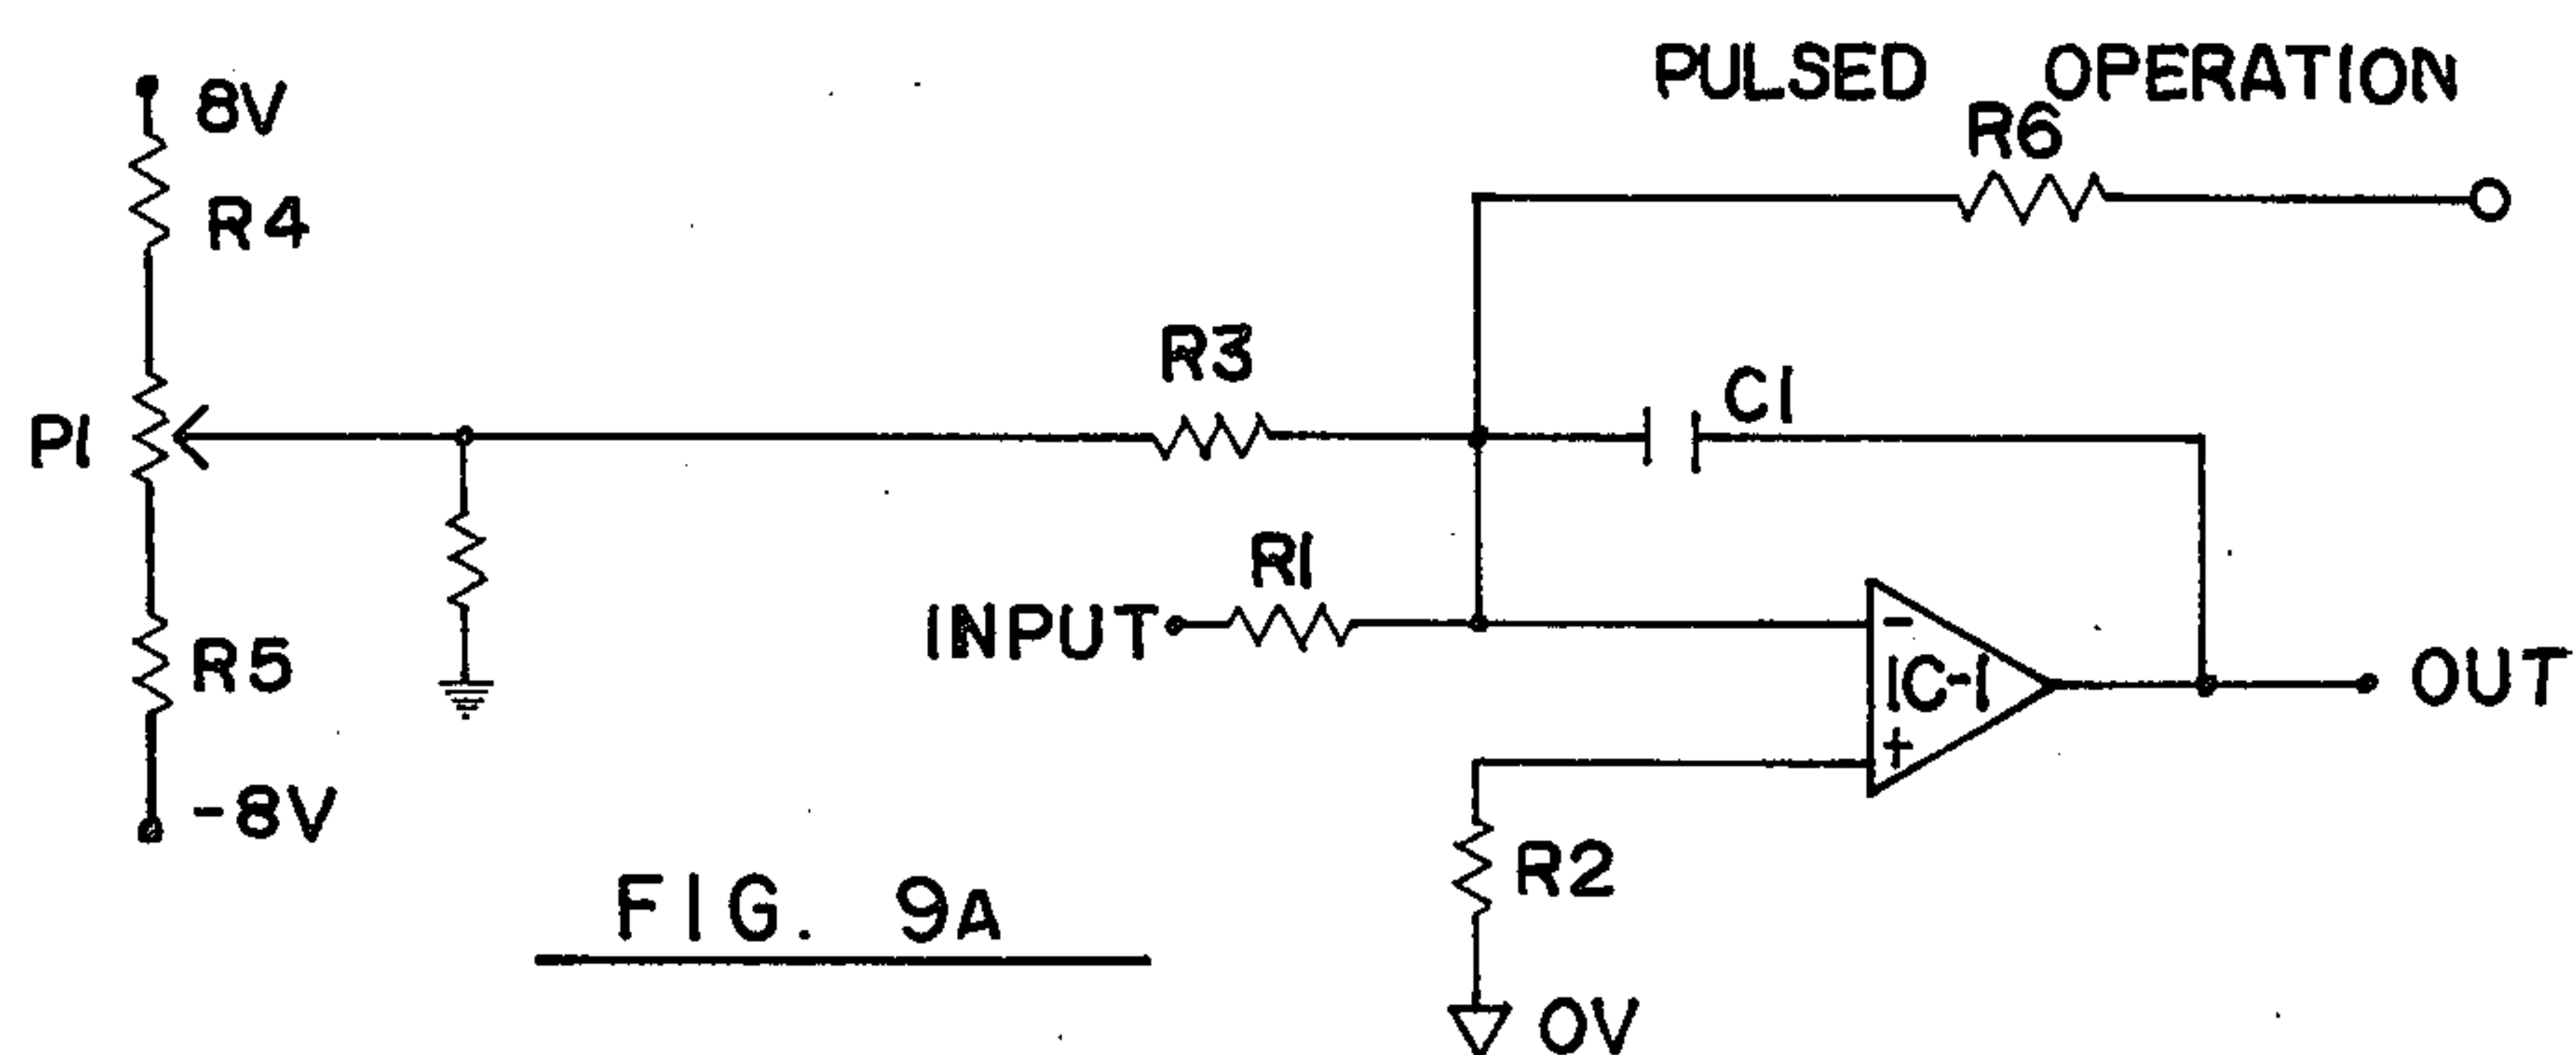 PULSED OPERATION
8V
R6
R4
R3
C1
P1
R1
INPUT
-
IC-1
+
OUT
R5
-8V
R2
FIG. 9A
0V